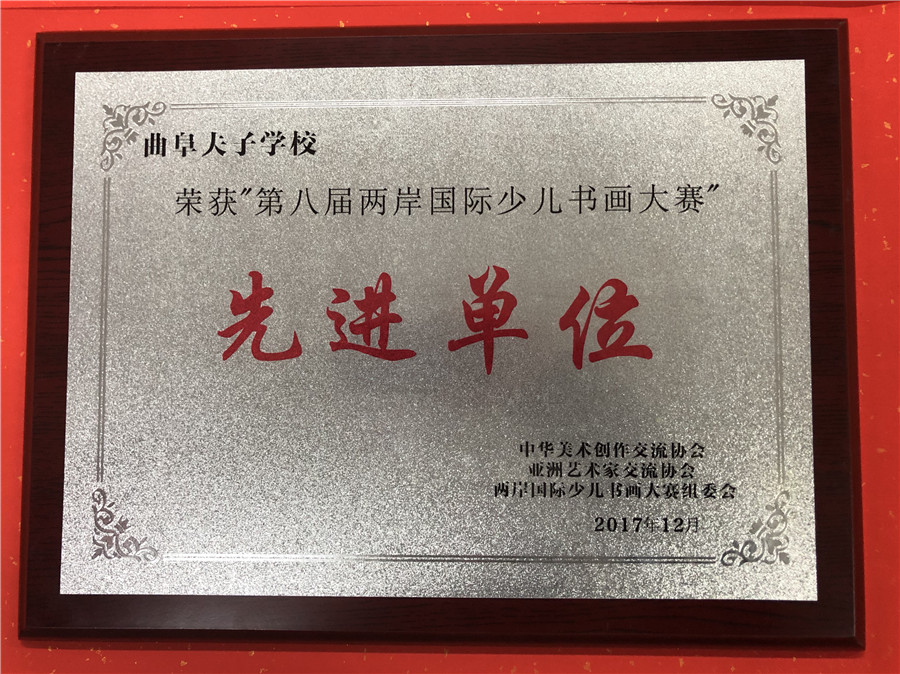 曲阜夫子学校
荣获"第八届两岸国际少儿书画大赛"
先进单位
中华美术创作交流协会
亚洲艺术家交流协会
两岸国际少儿书画大赛组委会
2017年12月